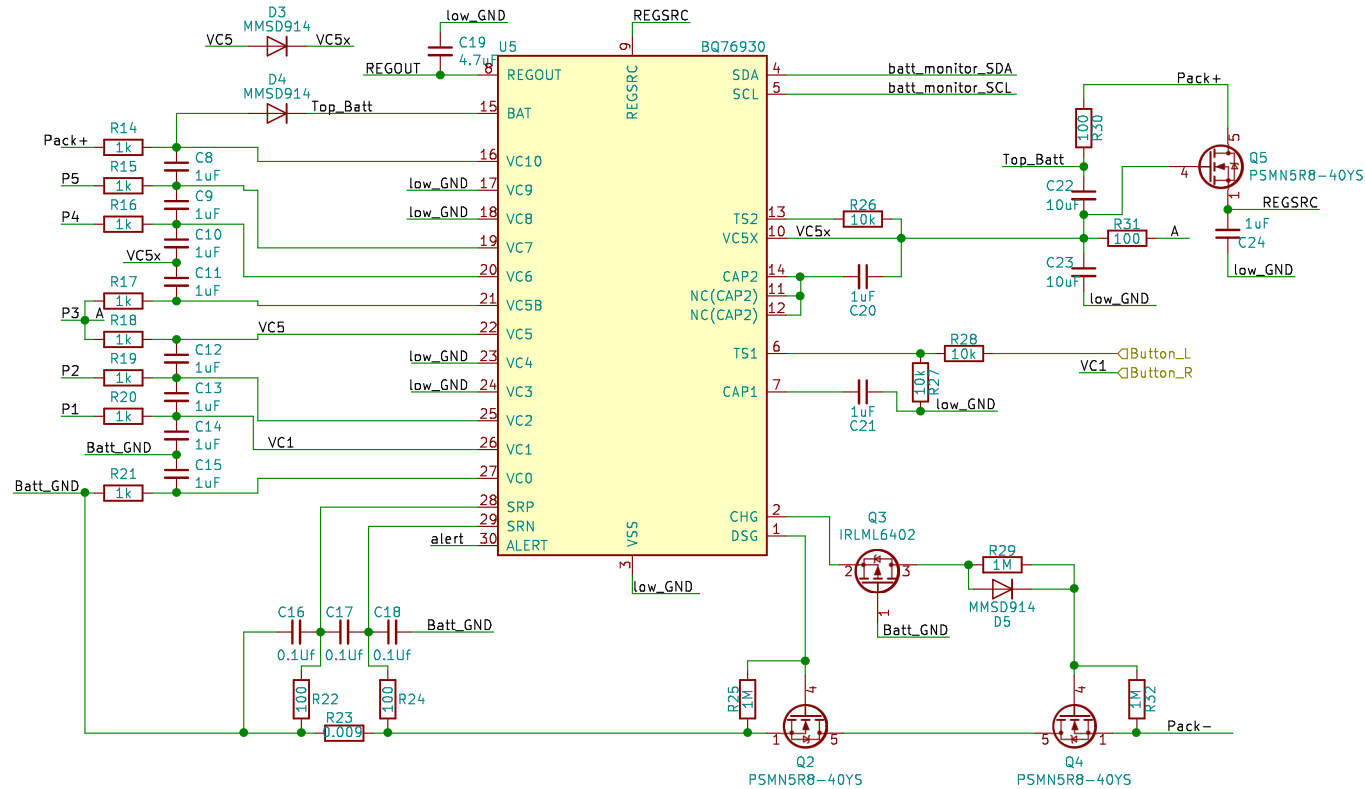 D3
MMSD914
VC5
VC5x
low_GND
C19
4.7uF
REGOUT
REGSRC
U5
BQ76930
8
REGOUT
9
REGSRC
4
SDA
batt_monitor_SDA
5
SCL
batt_monitor_SCL
D4
MMSD914
Top_Batt
15
BAT
Pack+
R14
1k
C8
1uF
16
VC10
P5
R15
1k
C9
1uF
low_GND
17
VC9
P4
R16
1k
C10
1uF
low_GND
18
VC8
VC5x
C11
1uF
19
VC7
20
VC6
P3
A
R17
1k
21
VC5B
R18
1k
VC5
22
VC5
C12
1uF
low_GND
23
VC4
P2
R19
1k
C13
1uF
low_GND
24
VC3
P1
R20
1k
C14
1uF
25
VC2
Batt_GND
VC1
26
VC1
C15
1uF
Batt_GND
R21
1k
27
VC0
28
SRP
29
SRN
alert
30
ALERT
3
VSS
low_GND
TS2
13
R26
10k
VC5X
10
VC5x
CAP2
14
NC(CAP2)
11
NC(CAP2)
12
1uF
C20
TS1
6
R28
10k
Button_L
VC1
Button_R
R27
10k
CAP1
7
1uF
C21
low_GND
Pack+
100
R30
Top_Batt
C22
10uF
4
5
1
Q5
PSMN5R8-40YS
REGSRC
1uF
C24
low_GND
R31
100
A
C23
10uF
low_GND
CHG
2
DSG
1
Q3
IRLML6402
2
3
1
Batt_GND
R29
1M
MMSD914
D5
C16
0.1Uf
C17
0.1Uf
C18
0.1Uf
Batt_GND
100
R22
R23
0.009
100
R24
R25
1M
4
1
5
Q2
PSMN5R8-40YS
4
5
1
Q4
PSMN5R8-40YS
1M
R32
Pack-